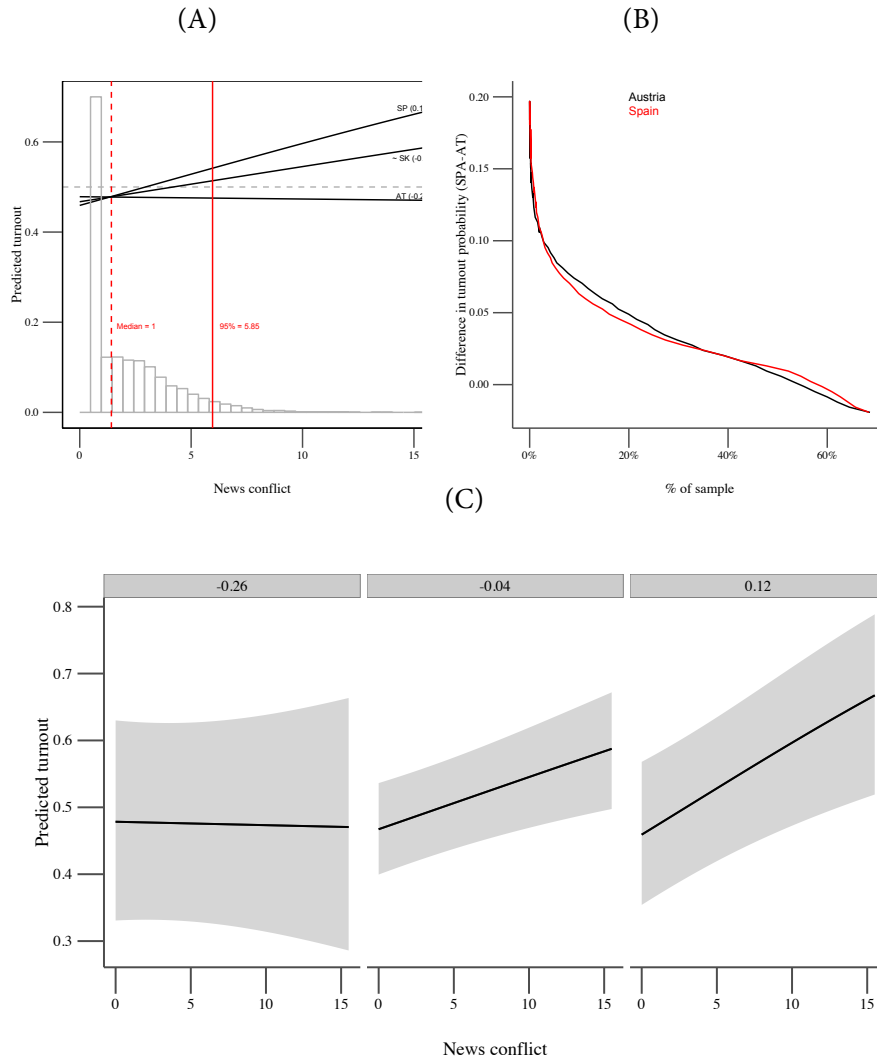 (A)
(B)
Predicted turnout
0.6
0.4
0.2
0.0
SP (0.1
~ SK (-0
AT (-0.2
Median = 1
95% = 5.85
0
5
10
15
News conflict
Difference in turnout probability (SPA-AT)
0.20
0.15
0.10
0.05
0.00
Austria
Spain
0%
20%
40%
60%
% of sample
(C)
-0.26
-0.04
0.12
Predicted turnout
0.8
0.7
0.6
0.5
0.4
0.3
0
5
10
15
0
5
10
15
0
5
10
15
News conflict